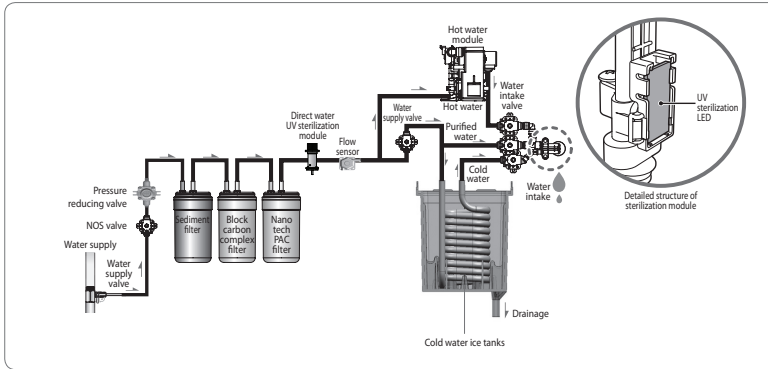 Hot water
module
Hot water
Water
intake
valve
Water
supply valve
Purified
water
Direct water
UV sterilization
module
Flow
sensor
Cold
water
Water
intake
UV
sterilization
LED
Detailed structure of
sterilization module
Pressure
reducing valve
NOS valve
Water supply
Water
supply
valve
Sediment
filter
Block
carbon
complex
filter
Nano
tech
PAC
filter
Drainage
Cold water ice tanks